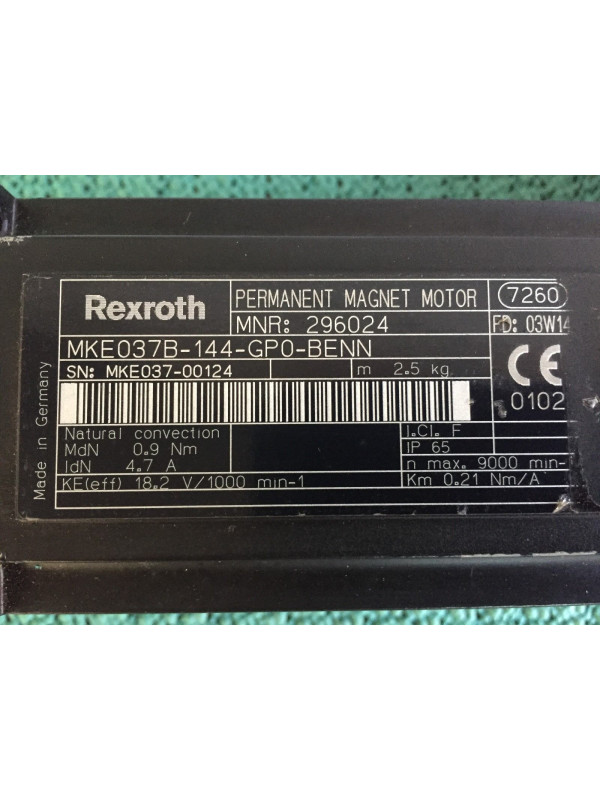 Rexroth
PERMANENT MAGNET MOTOR 7260
MNR: 296024 FD: 03W14
MKE037B-144-GP0-BENN
SN: MKE037-00124 m 2.5 kg
CE
0102
Made in Germany
Natural convection I.Cl. F
MdN 0.9 Nm IP 65
IdN 4.7 A n max. 9000 min-
KE(eff) 18.2 V/1000 min-1 Km 0.21 Nm/A